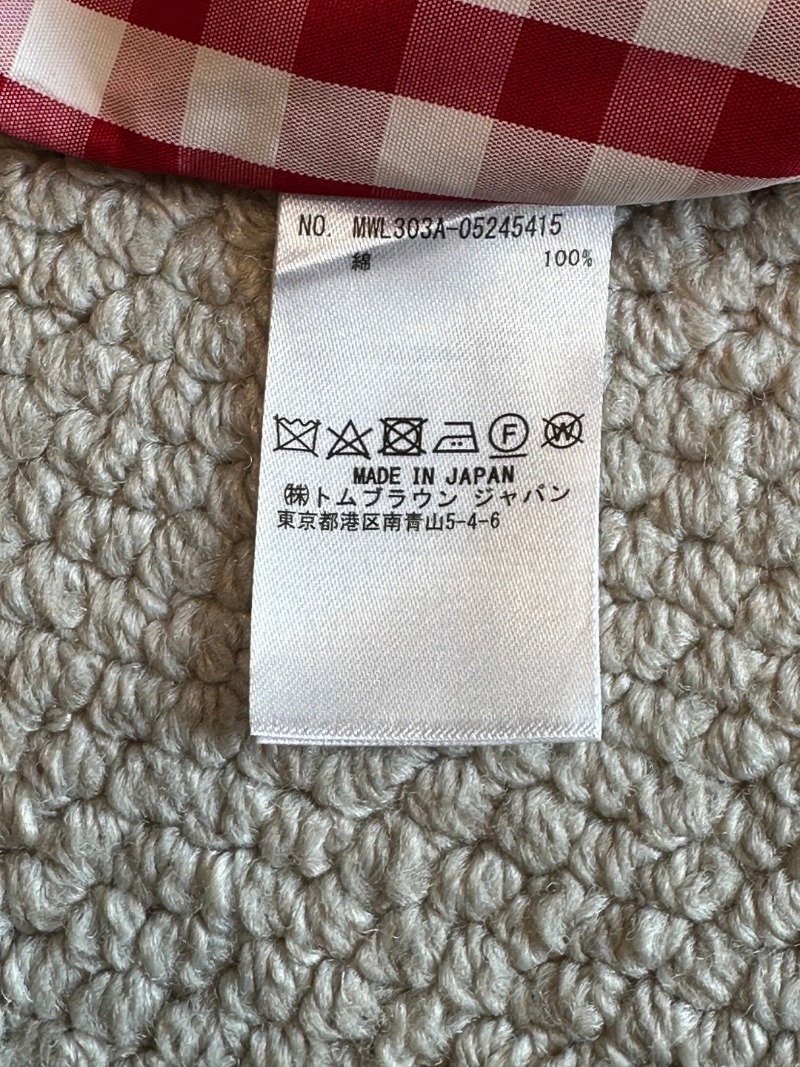 NO. MWL303A-05245415
綿 100%
F W
MADE IN JAPAN
㈱トムブラウン ジャパン
東京都港区南青山5-4-6